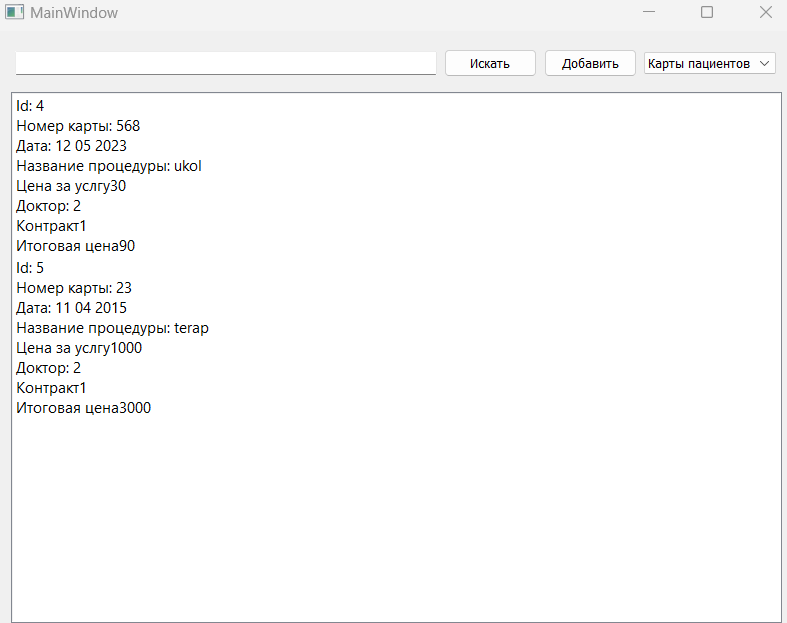 MainWindow
Искать
Добавить
Карты пациентов
Id: 4
Номер карты: 568
Дата: 12 05 2023
Название процедуры: ukol
Цена за услгу30
Доктор: 2
Контракт1
Итоговая цена90
Id: 5
Номер карты: 23
Дата: 11 04 2015
Название процедуры: terap
Цена за услгу1000
Доктор: 2
Контракт1
Итоговая цена3000